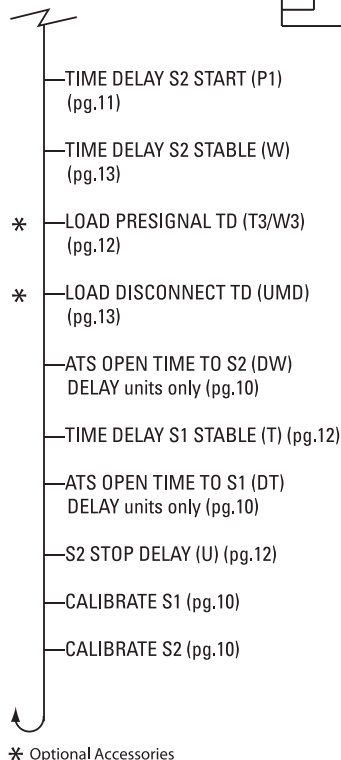 TIME DELAY S2 START (P1)
(pg.11)
TIME DELAY S2 STABLE (W)
(pg.13)
* LOAD PRESIGNAL TD (T3/W3)
(pg.12)
* LOAD DISCONNECT TD (UMD)
(pg.13)
ATS OPEN TIME TO S2 (DW)
DELAY units only (pg.10)
TIME DELAY S1 STABLE (T) (pg.12)
ATS OPEN TIME TO S1 (DT)
DELAY units only (pg.10)
S2 STOP DELAY (U) (pg.12)
CALIBRATE S1 (pg.10)
CALIBRATE S2 (pg.10)
* Optional Accessories